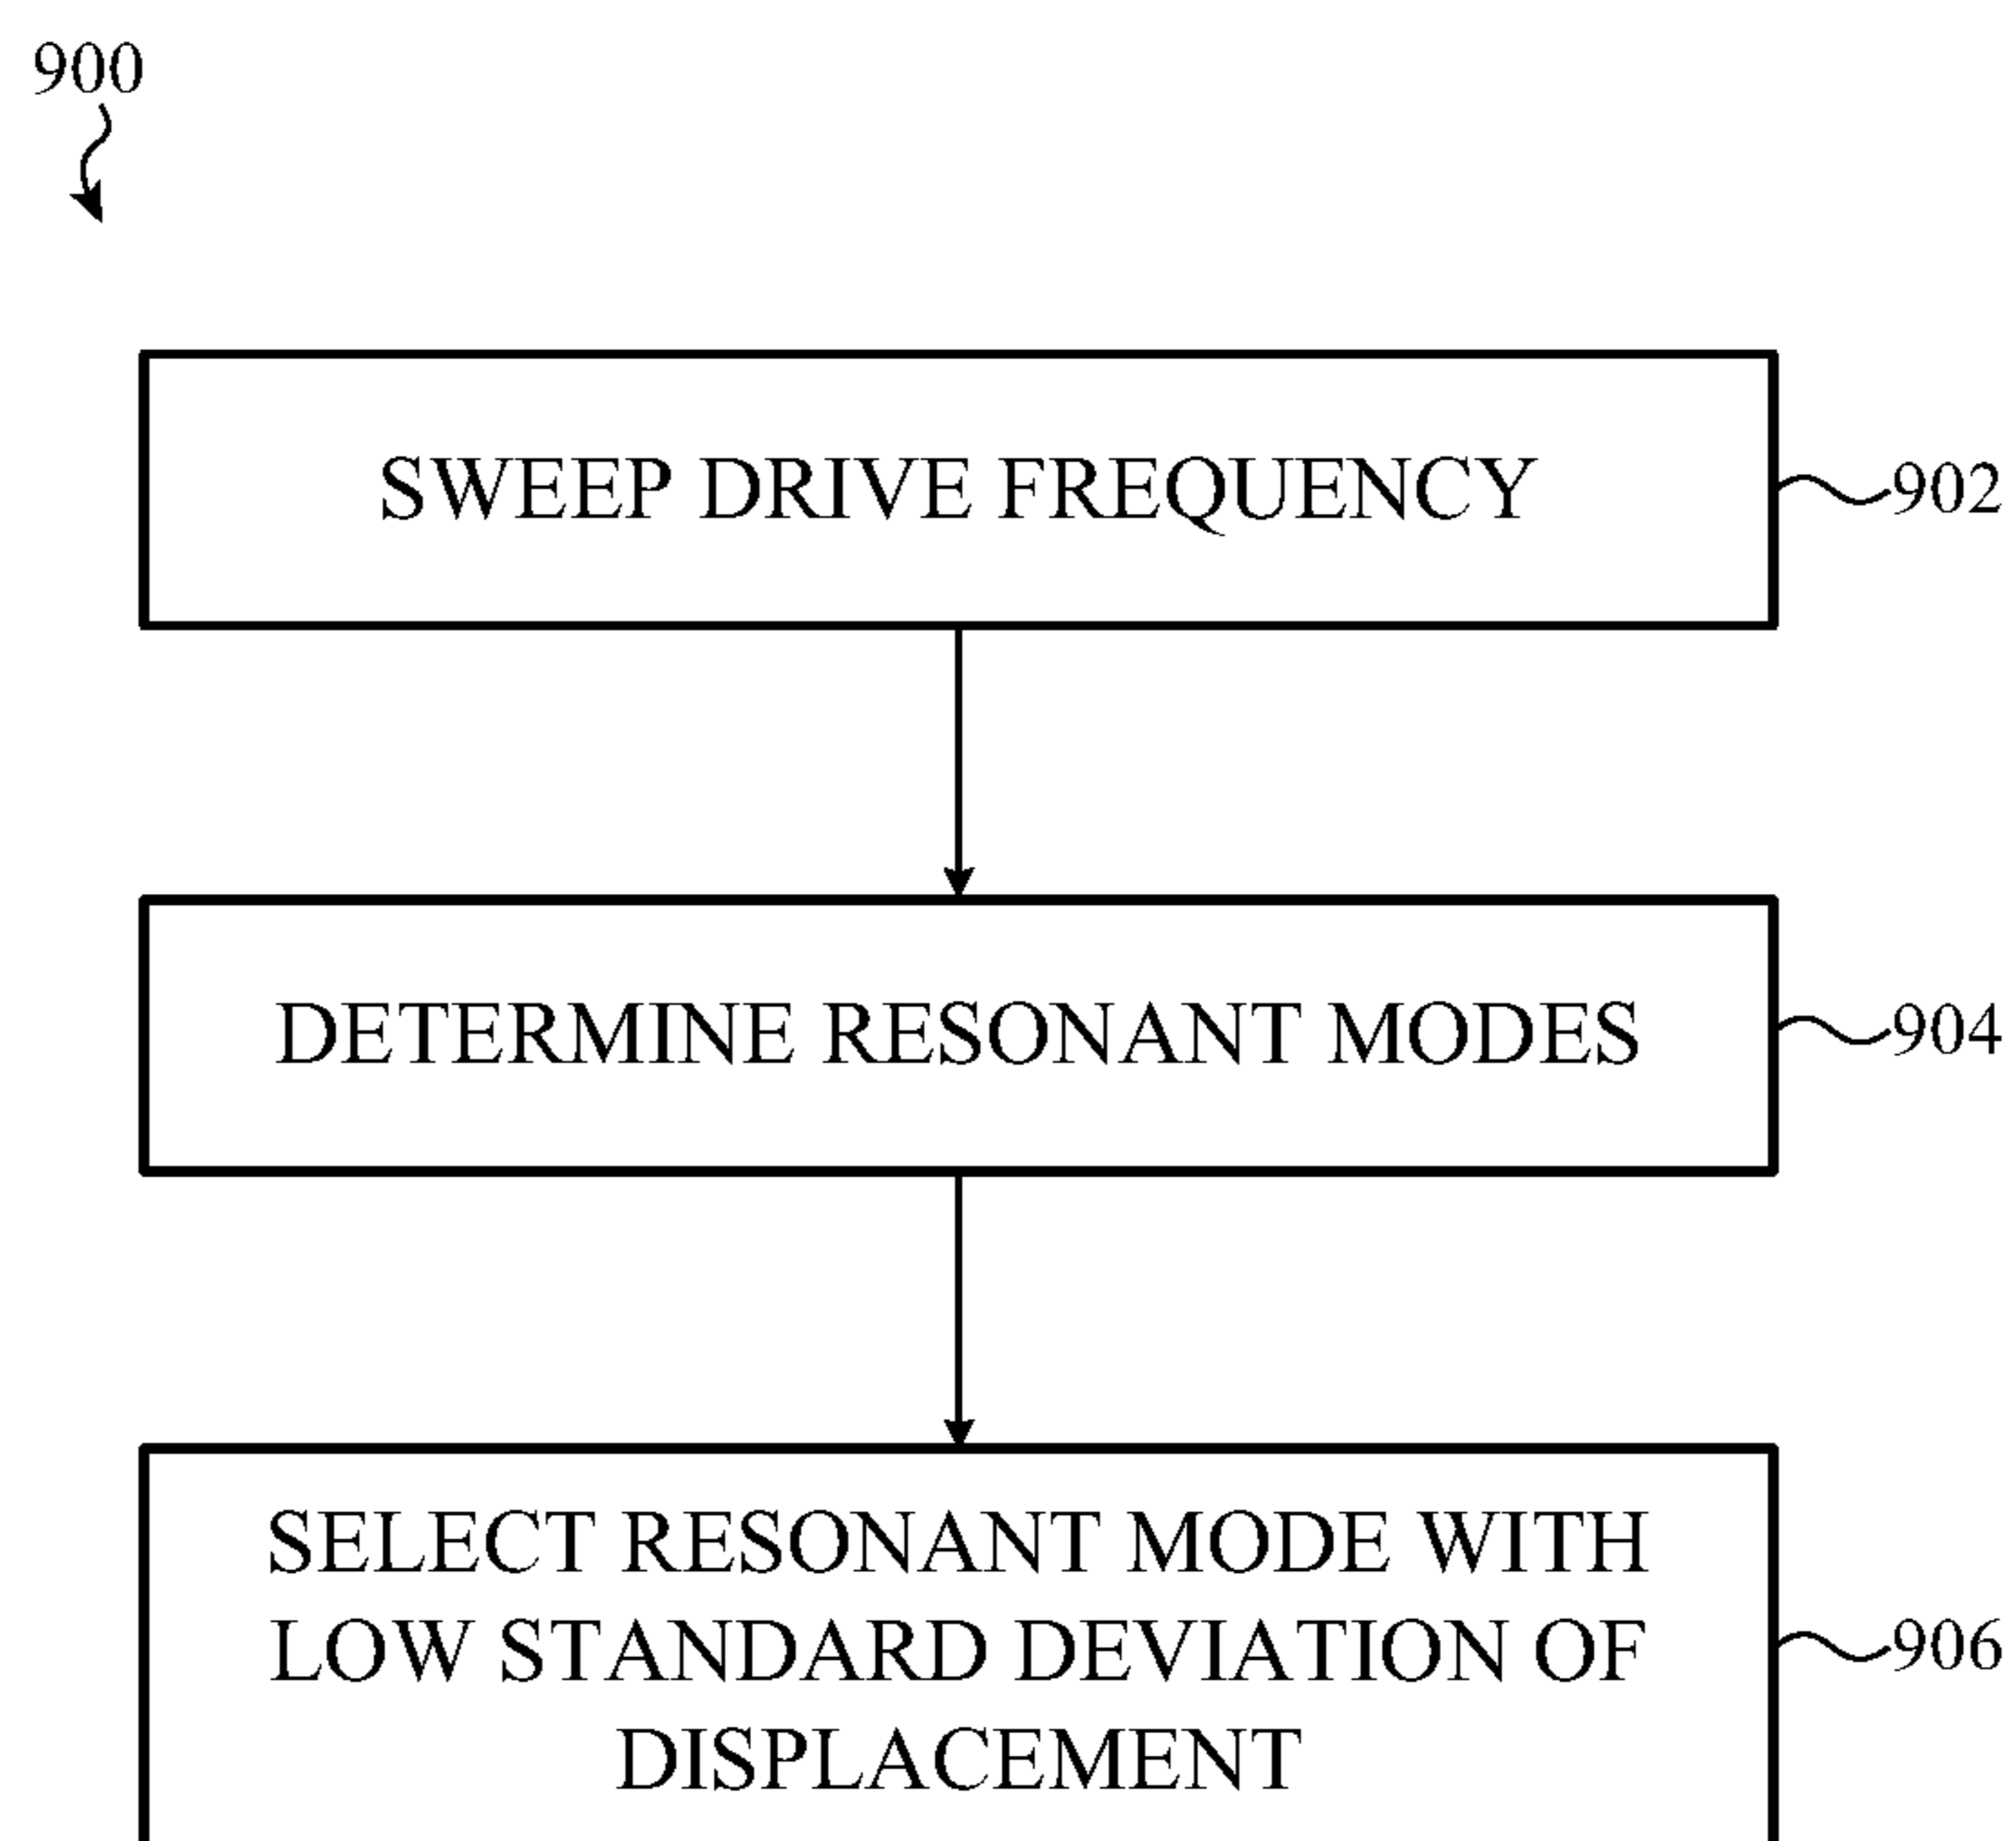 900
SWEEP DRIVE FREQUENCY
902
DETERMINE RESONANT MODES
904
SELECT RESONANT MODE WITH
LOW STANDARD DEVIATION OF
DISPLACEMENT
906